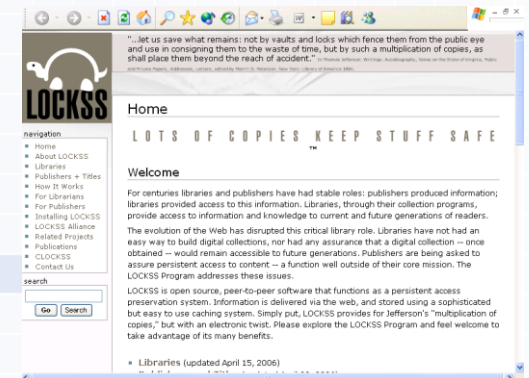 "...let us save what remains: not by vaults and locks which fence them from the public eye
and use in consigning them to the waste of time, but by such a multiplication of copies, as
shall place them beyond the reach of accident."
LOCKSS
Home
LOTS OF COPIES KEEP STUFF SAFE
TM
navigation
Home
About LOCKSS
Libraries
Publishers + Titles
How It Works
For Librarians
For Publishers
Installing LOCKSS
LOCKSS Alliance
Related Projects
Publications
CLOCKSS
Contact Us
search
Go Search
Welcome
For centuries libraries and publishers have had stable roles: publishers produced information;
libraries provided access to this information. Libraries, through their collection programs,
provide access to information and knowledge to current and future generations of readers.
The evolution of the Web has disrupted this critical library role. Libraries have not had an
easy way to build digital collections, nor had any assurance that a digital collection -- once
obtained -- would remain accessible to future generations. Publishers are being asked to
assure persistent access to content -- a function well outside of their core mission. The
LOCKSS Program addresses these issues.
LOCKSS is open source, peer-to-peer software that functions as a persistent access
preservation system. Information is delivered via the web, and stored using a sophisticated
but easy to use caching system. Simply put, LOCKSS provides for Jefferson's "multiplication of
copies," but with an electronic twist. Please explore the LOCKSS Program and feel welcome to
take advantage of its many benefits.
Libraries (updated April 15, 2006)